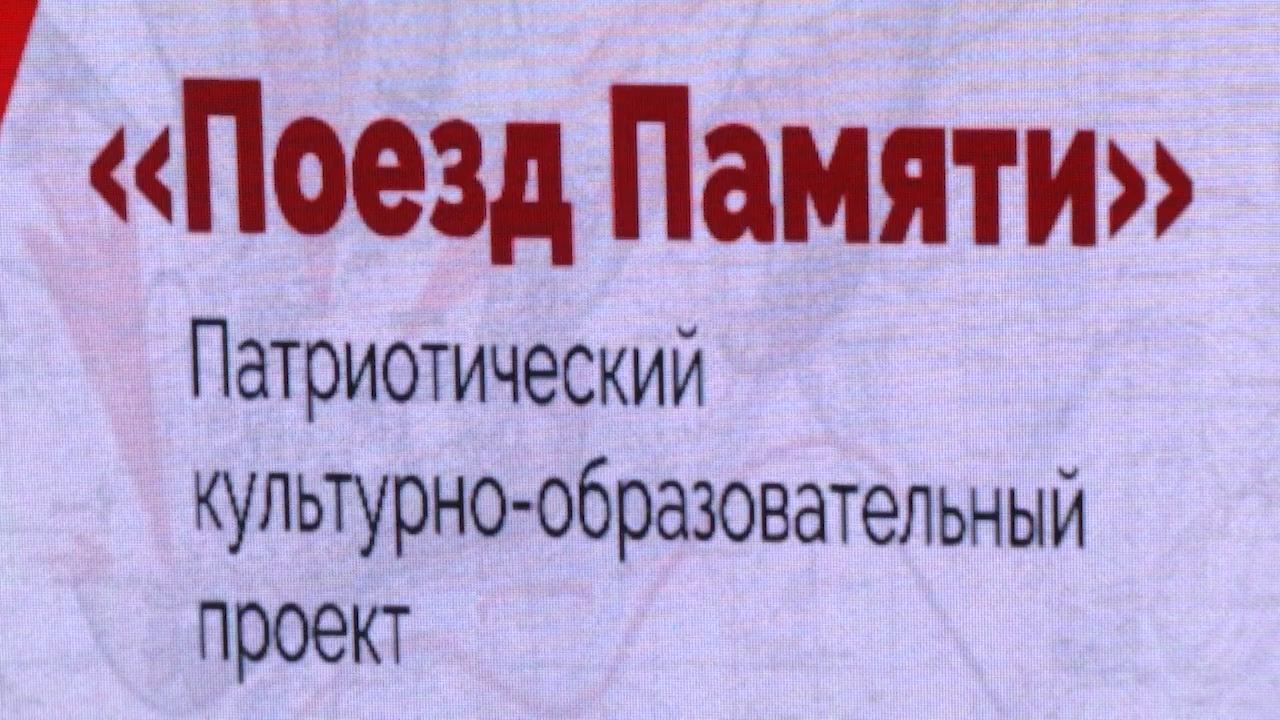 «Поезд Памяти»
Патриотический
культурно-образовательный
проект